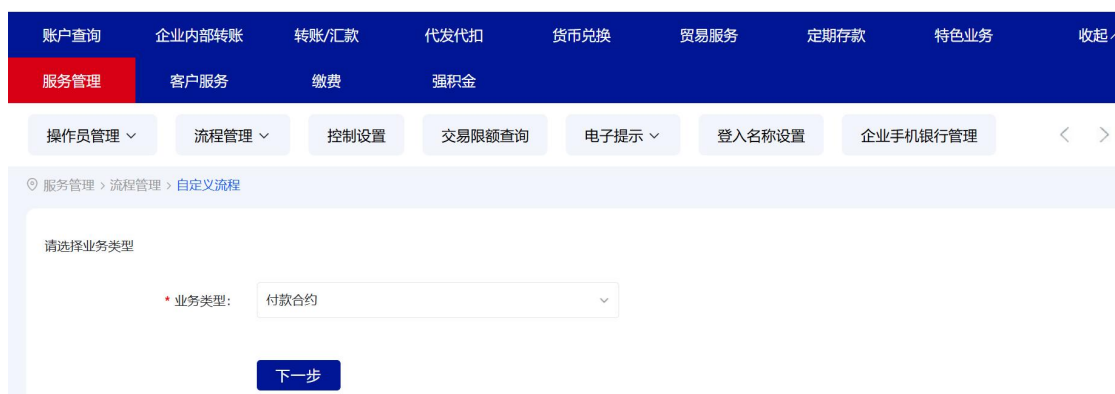 账户查询 企业内部转账 转账/汇款 代发代扣 货币兑换 贸易服务 定期存款 特色业务 收起
服务管理 客户服务 缴费 强积金
操作员管理 流程管理 控制设置 交易限额查询 电子提示 登入名称设置 企业手机银行管理
服务管理 > 流程管理 > 自定义流程
请选择业务类型
* 业务类型: 付款合约
下一步